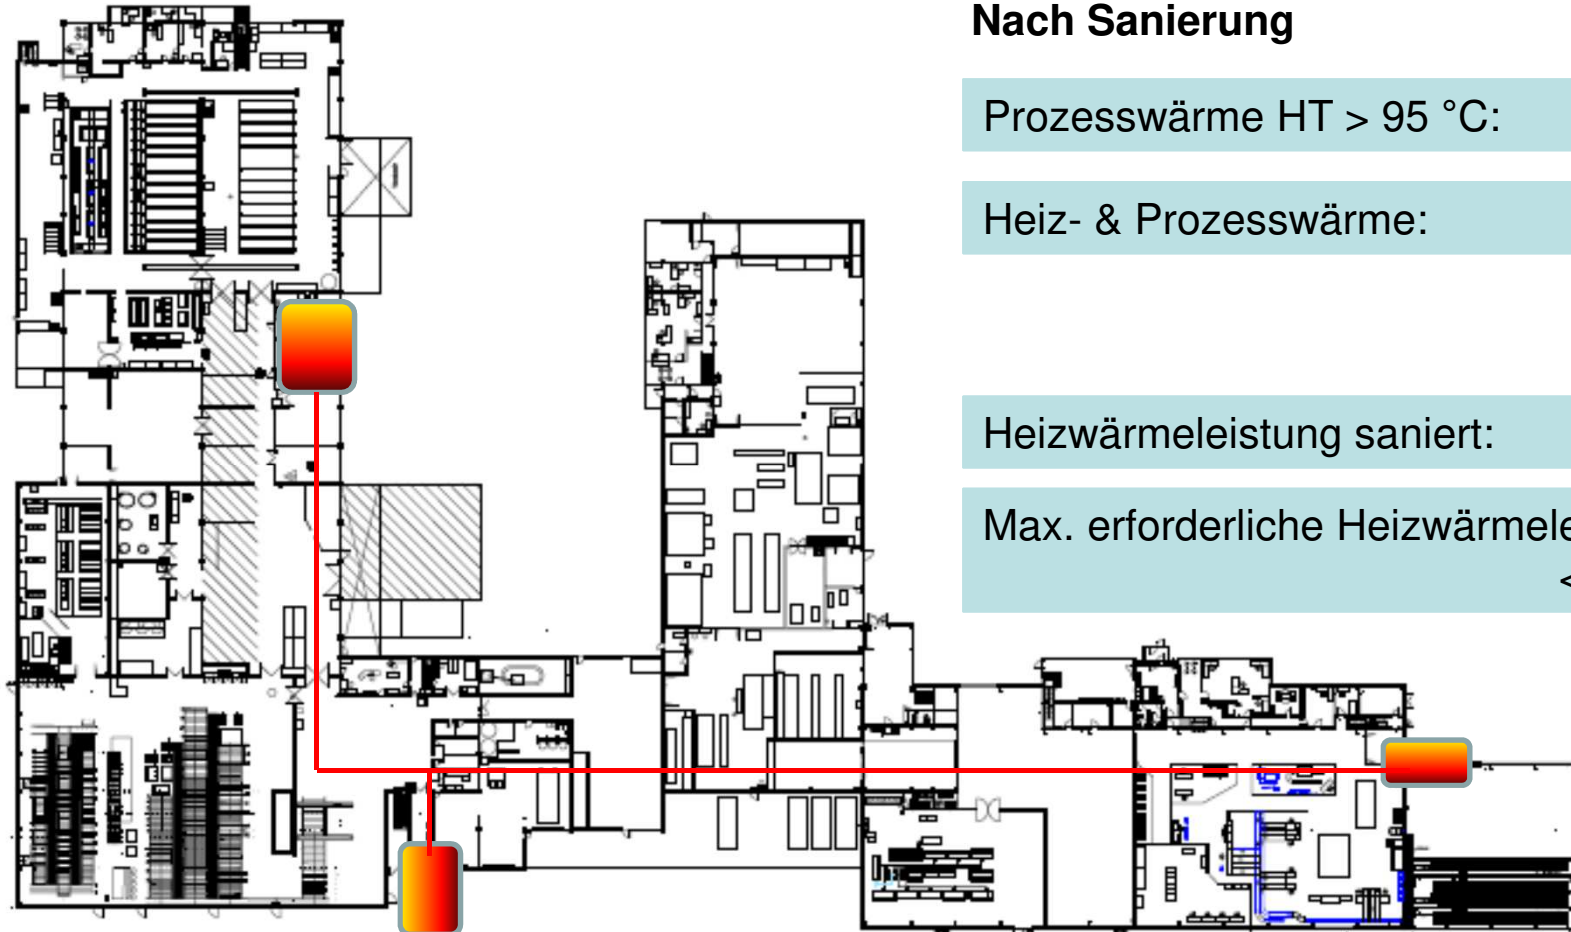 Nach Sanierung
Prozesswärme HT > 95 °C:
Heiz- & Prozesswärme:
Heizwärmeleistung saniert:
Max. erforderliche Heizwärmele
<